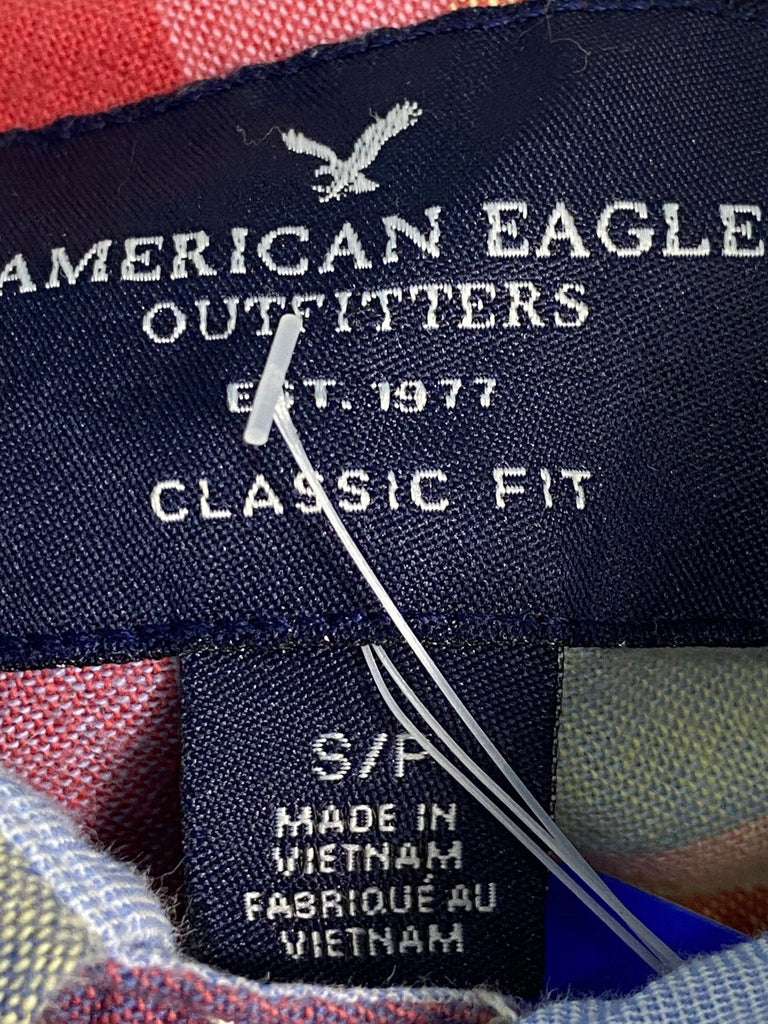 AMERICAN EAGLE
OUTFITTERS
EST. 1977
CLASSIC FIT
S/P
MADE IN
VIETNAM
FABRIQUÉ AU
VIETNAM